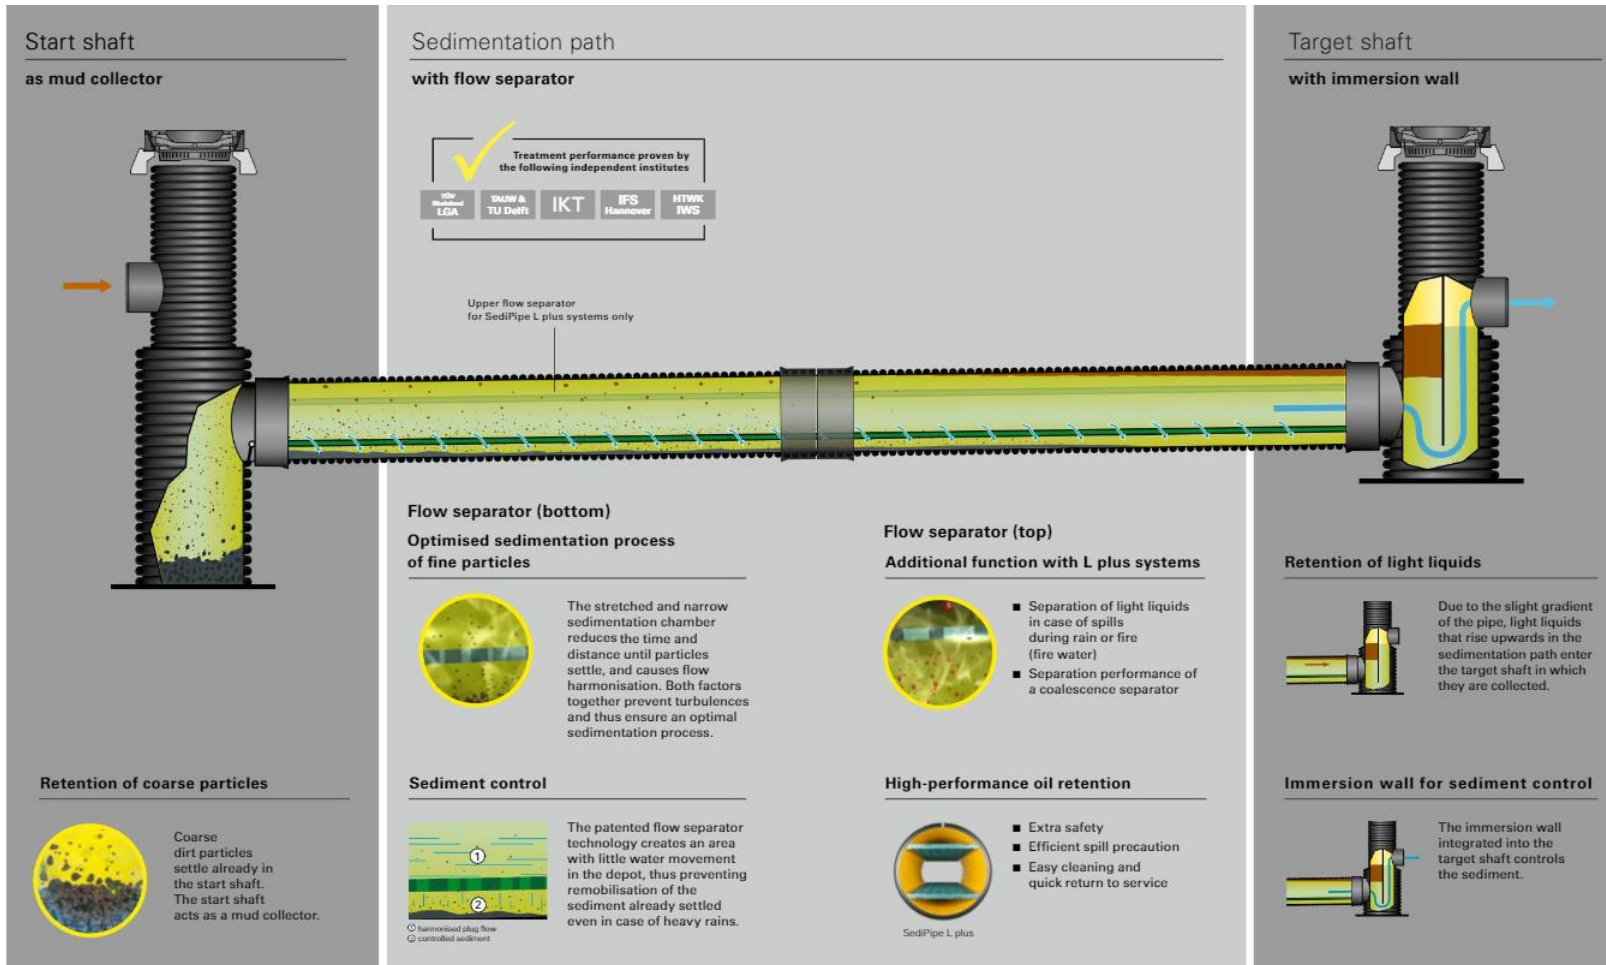 Start shaft
as mud collector
Sedimentation path
with flow separator
Treatment performance proven by
the following independent institutes
TÜV
Rheinland
LGA
TAUW &
TU Delft
IKT
IFS
Hannover
HTWK
IWS
Upper flow separator
for SediPipe L plus systems only
Target shaft
with immersion wall
Retention of coarse particles
Coarse
dirt particles
settle already in
the start shaft.
The start shaft
acts as a mud collector.
Flow separator (bottom)
Optimised sedimentation process
of fine particles
The stretched and narrow
sedimentation chamber
reduces the time and
distance until particles
settle, and causes flow
harmonisation. Both factors
together prevent turbulences
and thus ensure an optimal
sedimentation process.
Sediment control
1
2
① harmonised plug flow
② controlled sediment
The patented flow separator
technology creates an area
with little water movement
in the depot, thus preventing
remobilisation of the
sediment already settled
even in case of heavy rains.
Flow separator (top)
Additional function with L plus systems
■ Separation of light liquids
in case of spills
during rain or fire
(fire water)
■ Separation performance of
a coalescence separator
High-performance oil retention
SediPipe L plus
■ Extra safety
■ Efficient spill precaution
■ Easy cleaning and
quick return to service
Retention of light liquids
Due to the slight gradient
of the pipe, light liquids
that rise upwards in the
sedimentation path enter
the target shaft in which
they are collected.
Immersion wall for sediment control
The immersion wall
integrated into the
target shaft controls
the sediment.